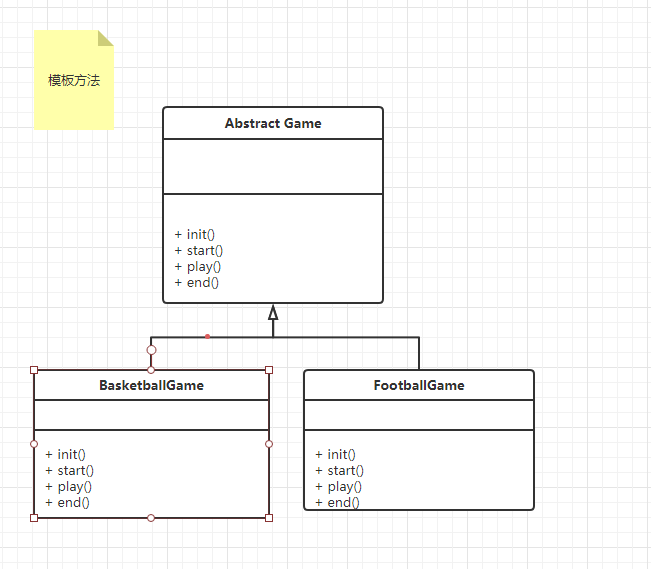 模板方法
Abstract Game
+ init()
+ start()
+ play()
+ end()
BasketballGame
+ init()
+ start()
+ play()
+ end()
FootballGame
+ init()
+ start()
+ play()
+ end()